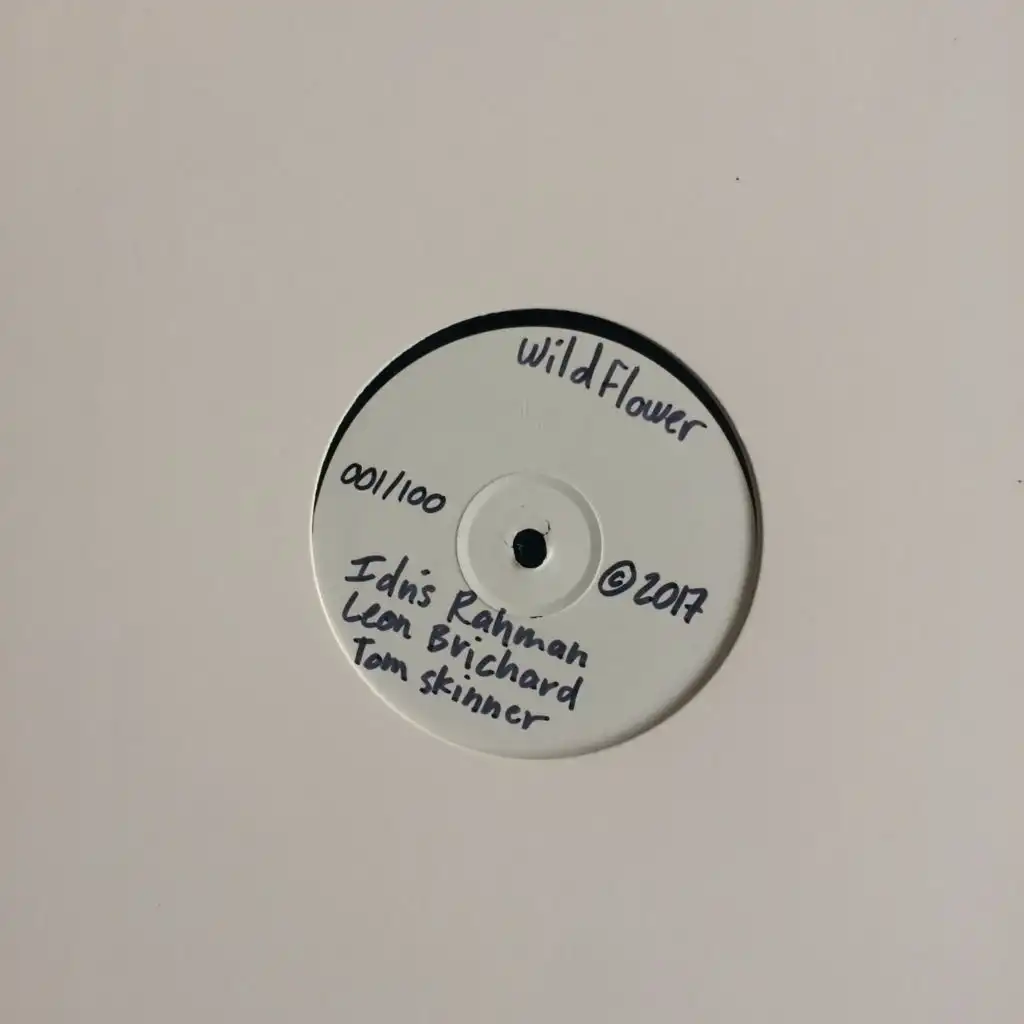 Wildflower
001/100
© 2017
Idris Rahman
Leon Brichard
Tom skinner